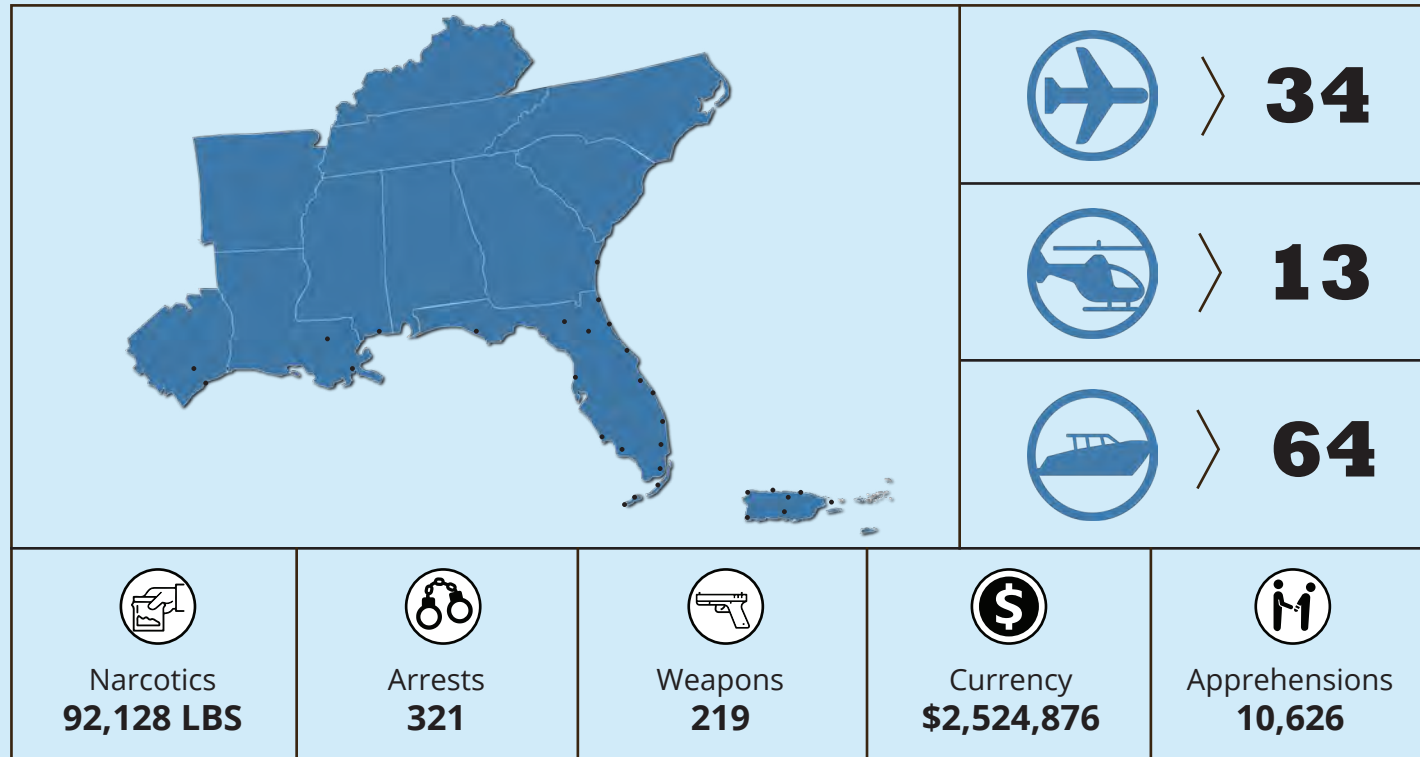 34
13
64
Narcotics
92,128 LBS
Arrests
321
Weapons
219
Currency
$2,524,876
Apprehensions
10,626